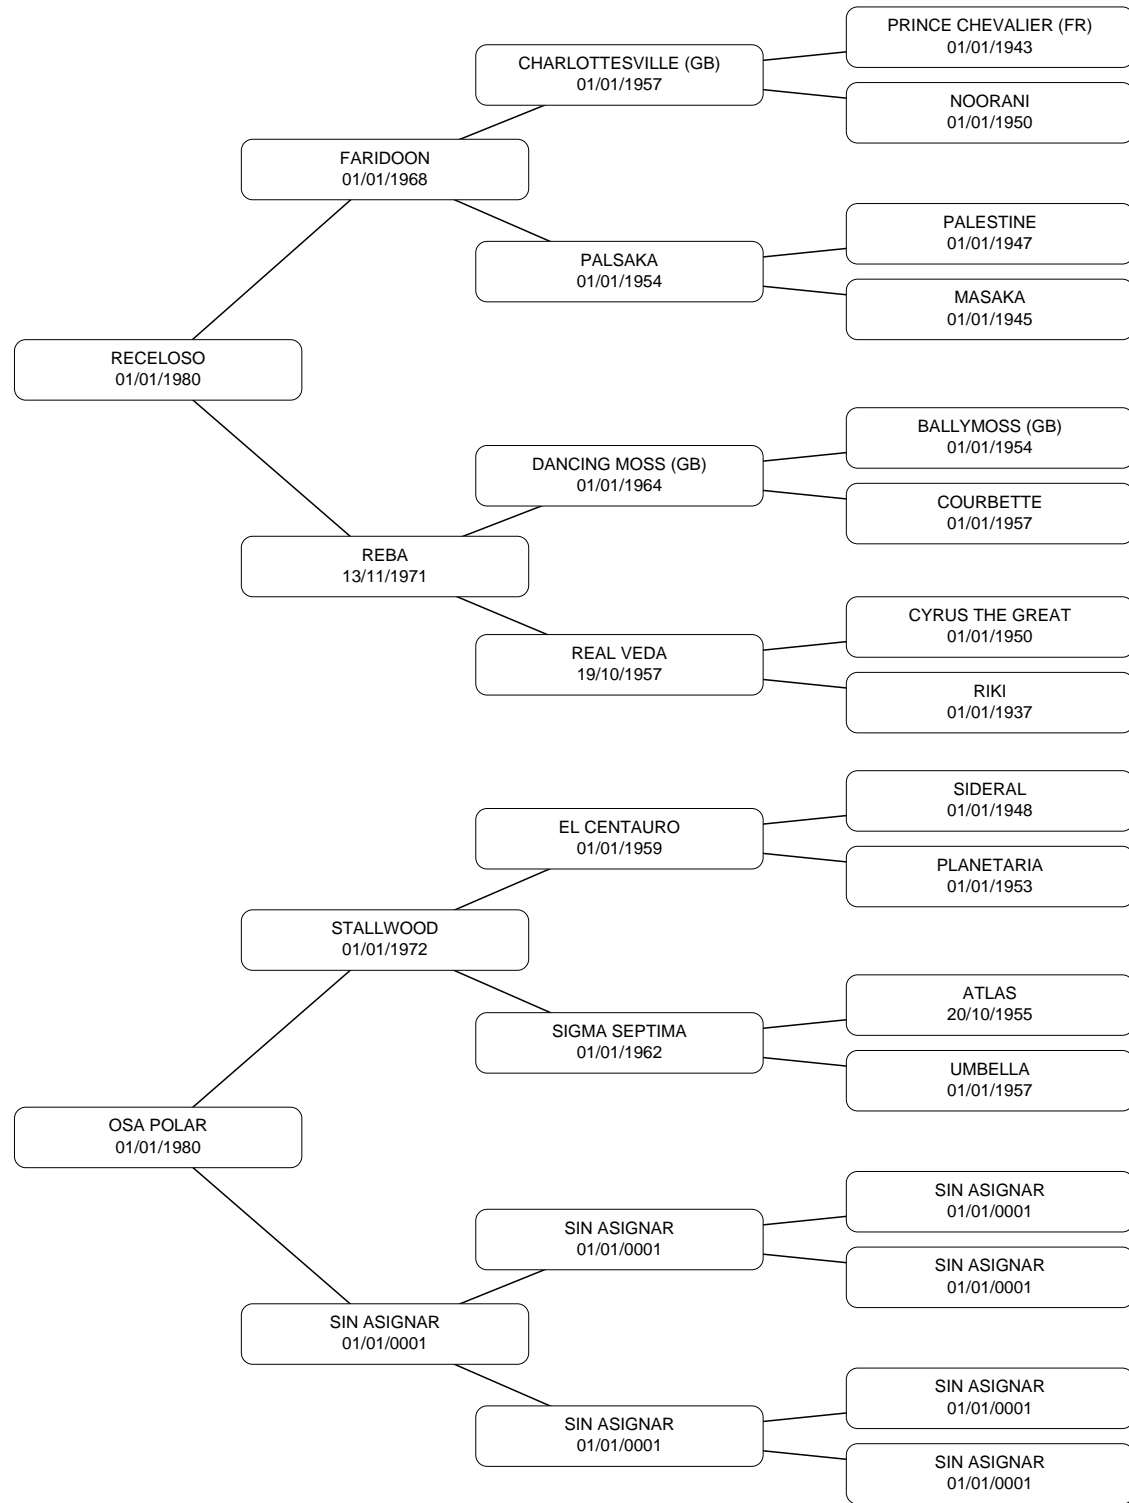 PRINCE CHEVALIER (FR)
01/01/1943
CHARLOTTESVILLE (GB)
01/01/1957
NOORANI
01/01/1950
FARIDOON
01/01/1968
PALESTINE
01/01/1947
PALSAKA
01/01/1954
MASAKA
01/01/1945
RECELOSO
01/01/1980
BALLYMOSS (GB)
01/01/1954
DANCING MOSS (GB)
01/01/1964
COURBETTE
01/01/1957
REBA
13/11/1971
CYRUS THE GREAT
01/01/1950
REAL VEDA
19/10/1957
RIKI
01/01/1937
SIDERAL
01/01/1948
EL CENTAURO
01/01/1959
PLANETARIA
01/01/1953
STALLWOOD
01/01/1972
ATLAS
20/10/1955
SIGMA SEPTIMA
01/01/1962
UMBELLA
01/01/1957
OSA POLAR
01/01/1980
SIN ASIGNAR
01/01/0001
SIN ASIGNAR
01/01/0001
SIN ASIGNAR
01/01/0001
SIN ASIGNAR
01/01/0001
SIN ASIGNAR
01/01/0001
SIN ASIGNAR
01/01/0001
SIN ASIGNAR
01/01/0001